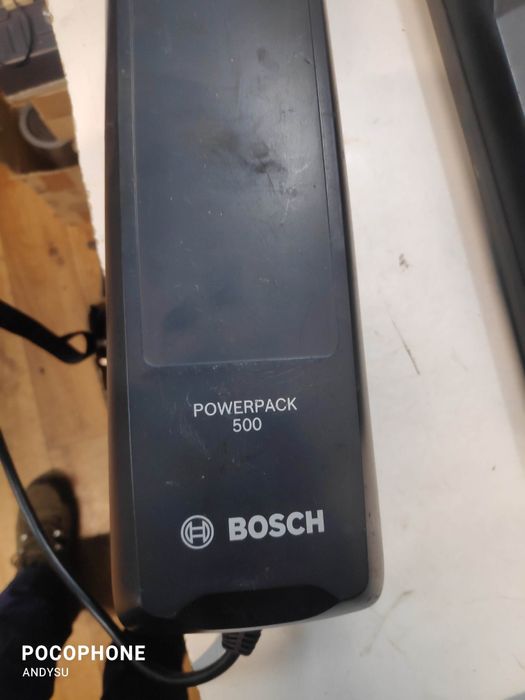 POWERPACK
500
BOSCH
POCOPHONE
ANDYSU